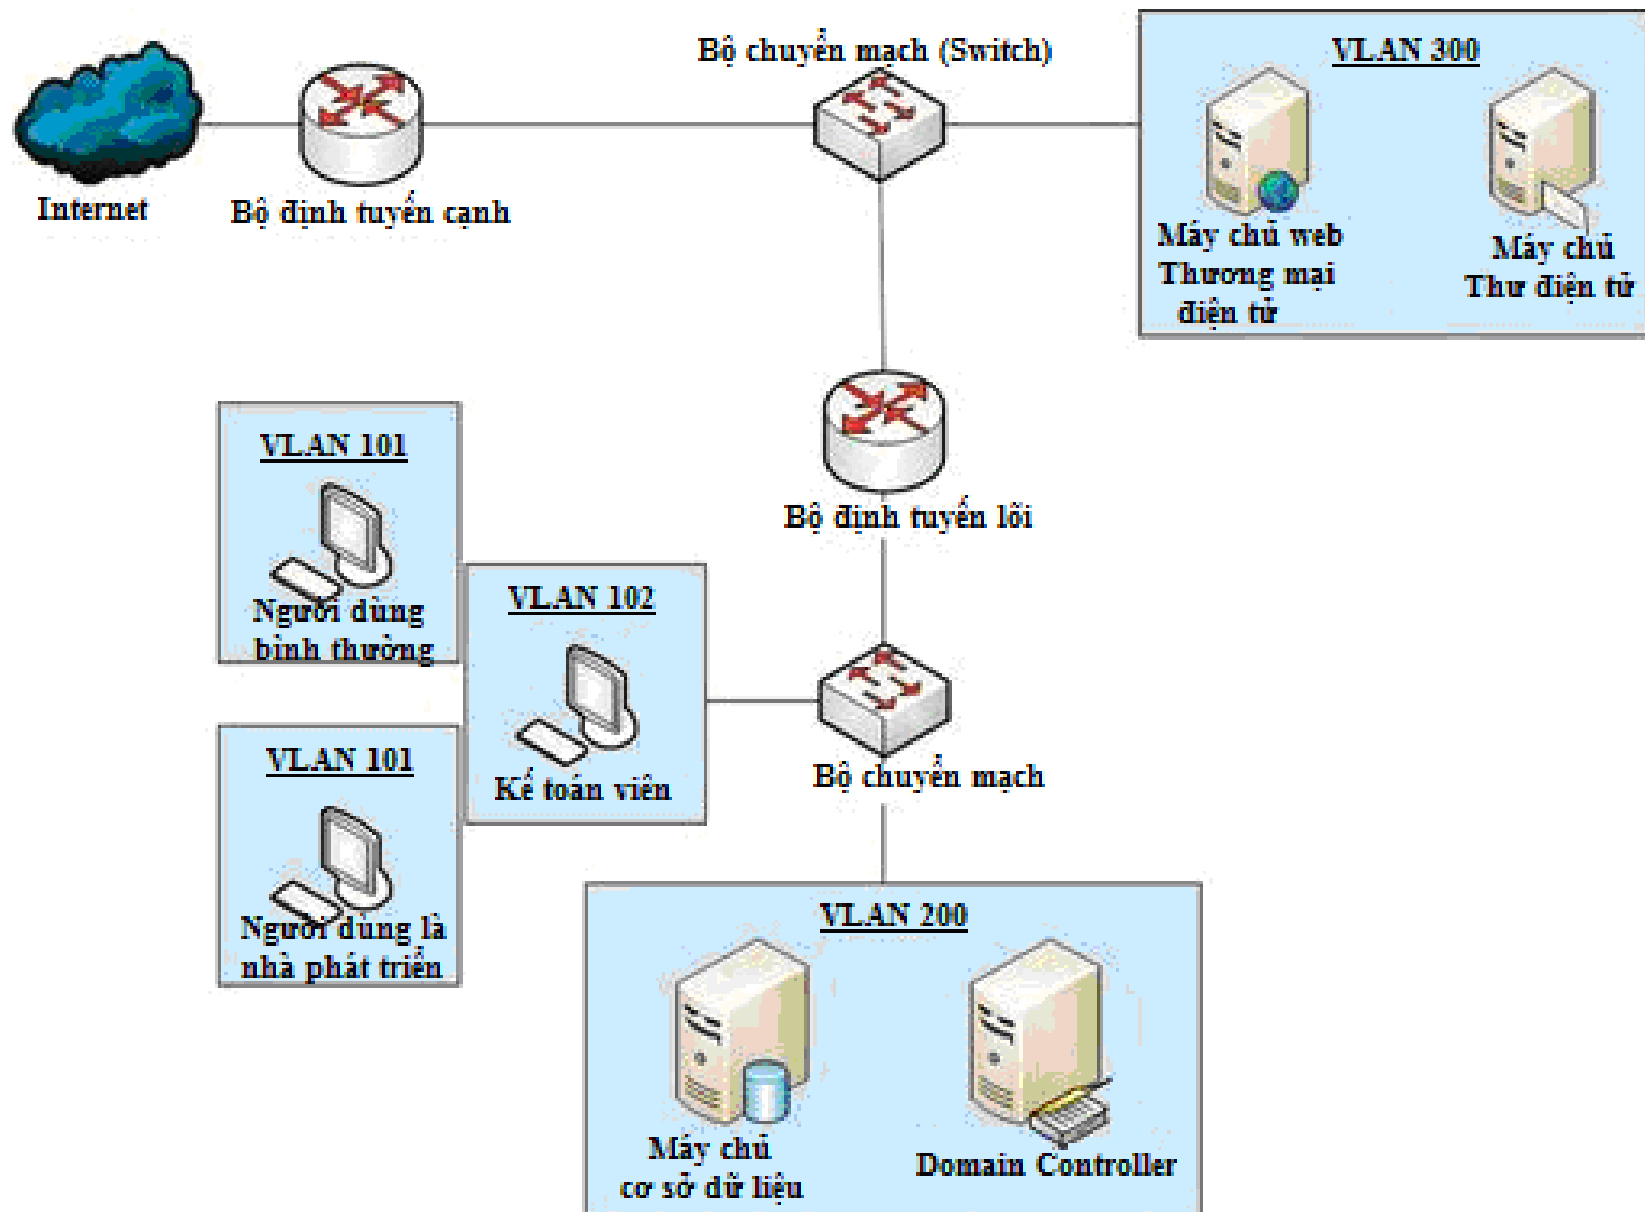 Bộ chuyển mạch (Switch)
VLAN 300
Internet
Bộ định tuyến cạnh
Máy chủ web
Thương mại
điện tử
Máy chủ
Thư điện tử
VLAN 101
Người dùng
bình thường
Bộ định tuyến lõi
VLAN 102
Kế toán viên
Bộ chuyển mạch
VLAN 101
Người dùng là
nhà phát triển
VLAN 200
Máy chủ
cơ sở dữ liệu
Domain Controller